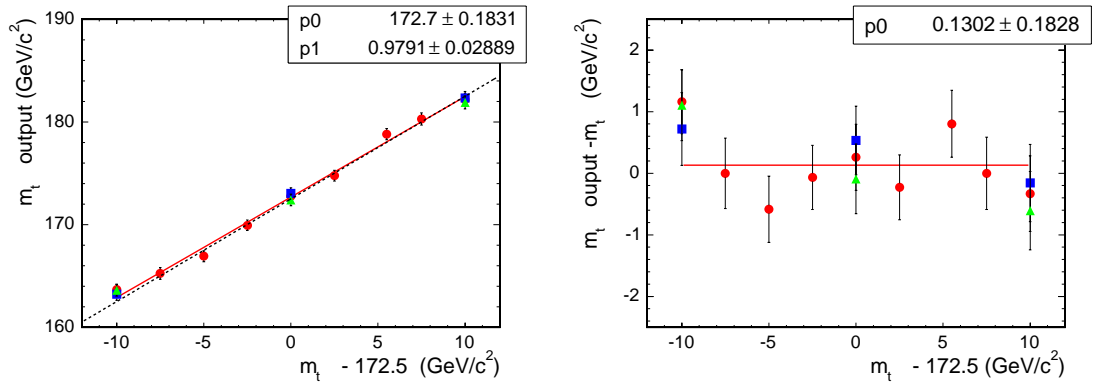 p0 172.7 ± 0.1831
p1 0.9791 ± 0.02889
m_t output (GeV/c²)
190
180
170
160
-10 -5 0 5 10
m_t - 172.5 (GeV/c²)
p0 0.1302 ± 0.1828
m_t ouput -m_t (GeV/c²)
2
1
0
-1
-2
-10 -5 0 5 10
m_t - 172.5 (GeV/c²)